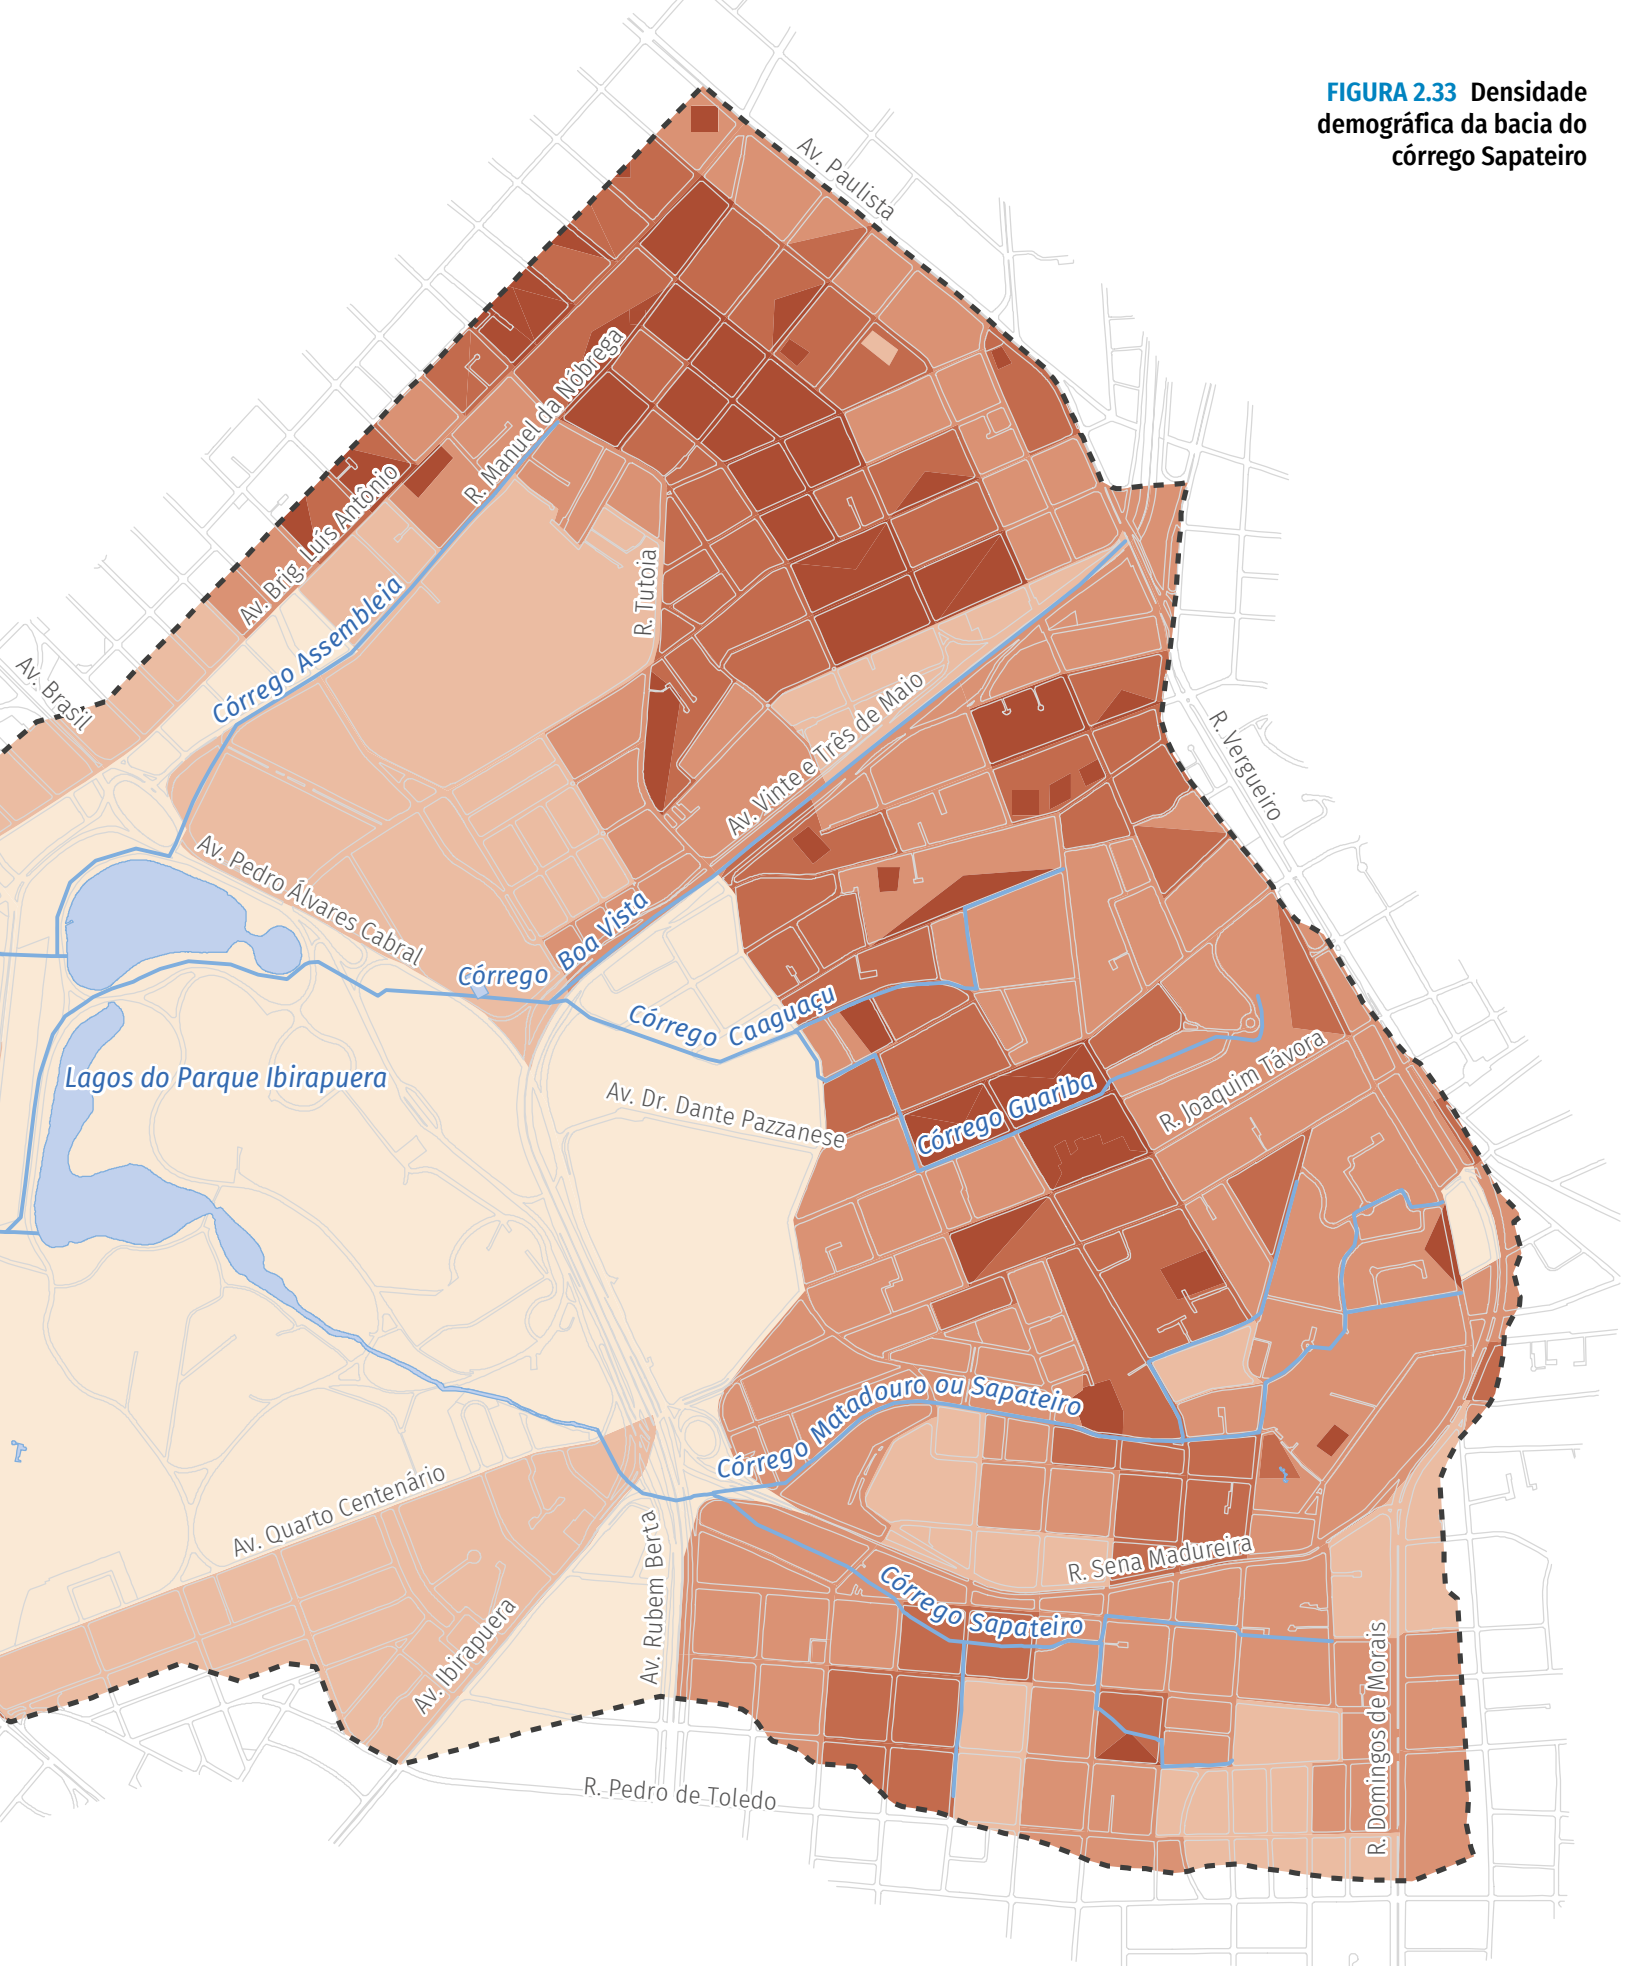 FIGURA 2.33 Densidade
demográfica da bacia do
córrego Sapateiro
Av. Paulista
R. Manuel da Nóbrega
Av. Brig. Luís Antônio
R. Tutoia
Córrego Assembleia
Av. Brasil
Av. Vinte e Três de Maio
R. Vergueiro
Av. Pedro Álvares Cabral
Córrego Boa Vista
Córrego Caaguaçu
Lagos do Parque Ibirapuera
Av. Dr. Dante Pazzanese
Córrego Guariba
R. Joaquim Távora
Córrego Matadouro ou Sapateiro
Av. Quarto Centenário
R. Sena Madureira
Av. Rubem Berta
Córrego Sapateiro
Av. Ibirapuera
R. Domingos de Morais
R. Pedro de Toledo